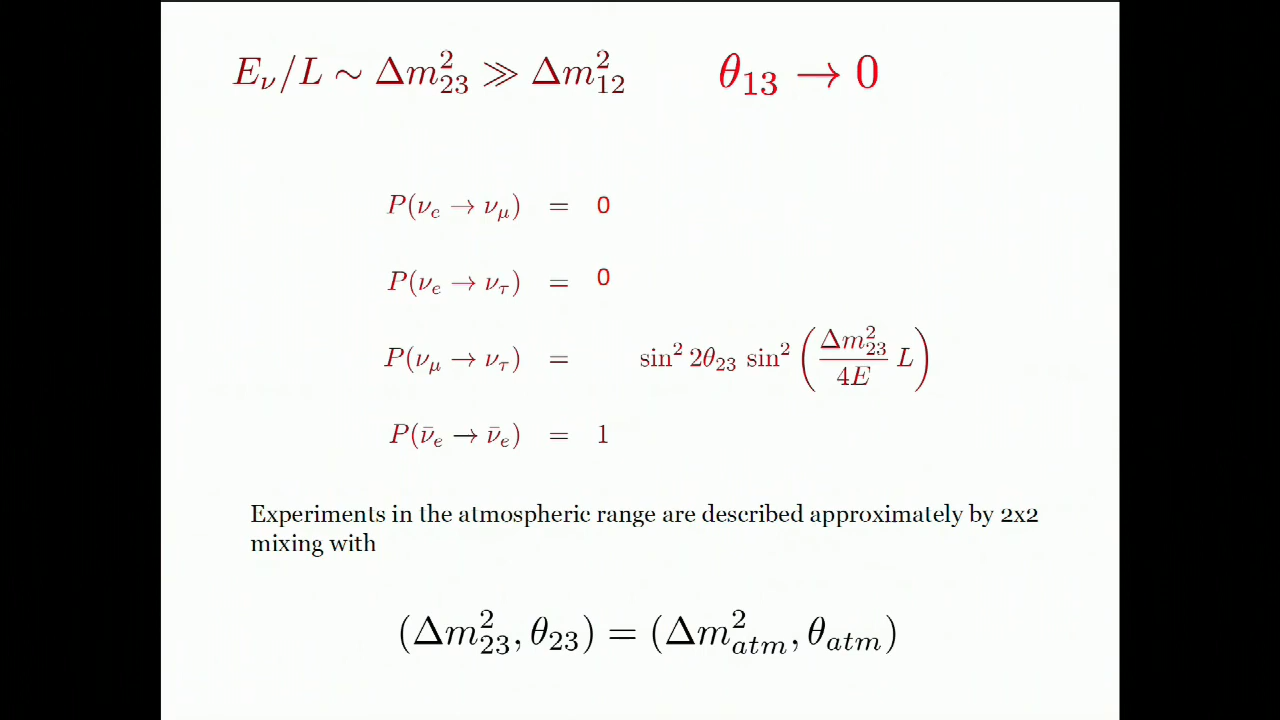 E_ν/L ∼ Δm²₂₃ ≫ Δm²₁₂ θ₁₃ → 0
P(ν_e → ν_μ) = 0
P(ν_e → ν_τ) = 0
P(ν_μ → ν_τ) = sin² 2θ₂₃ sin² (Δm²₂₃/4E L)
P(ν̄_e → ν̄_e) = 1
Experiments in the atmospheric range are described approximately by 2x2
mixing with
(Δm²₂₃, θ₂₃) = (Δm²_atm, θ_atm)